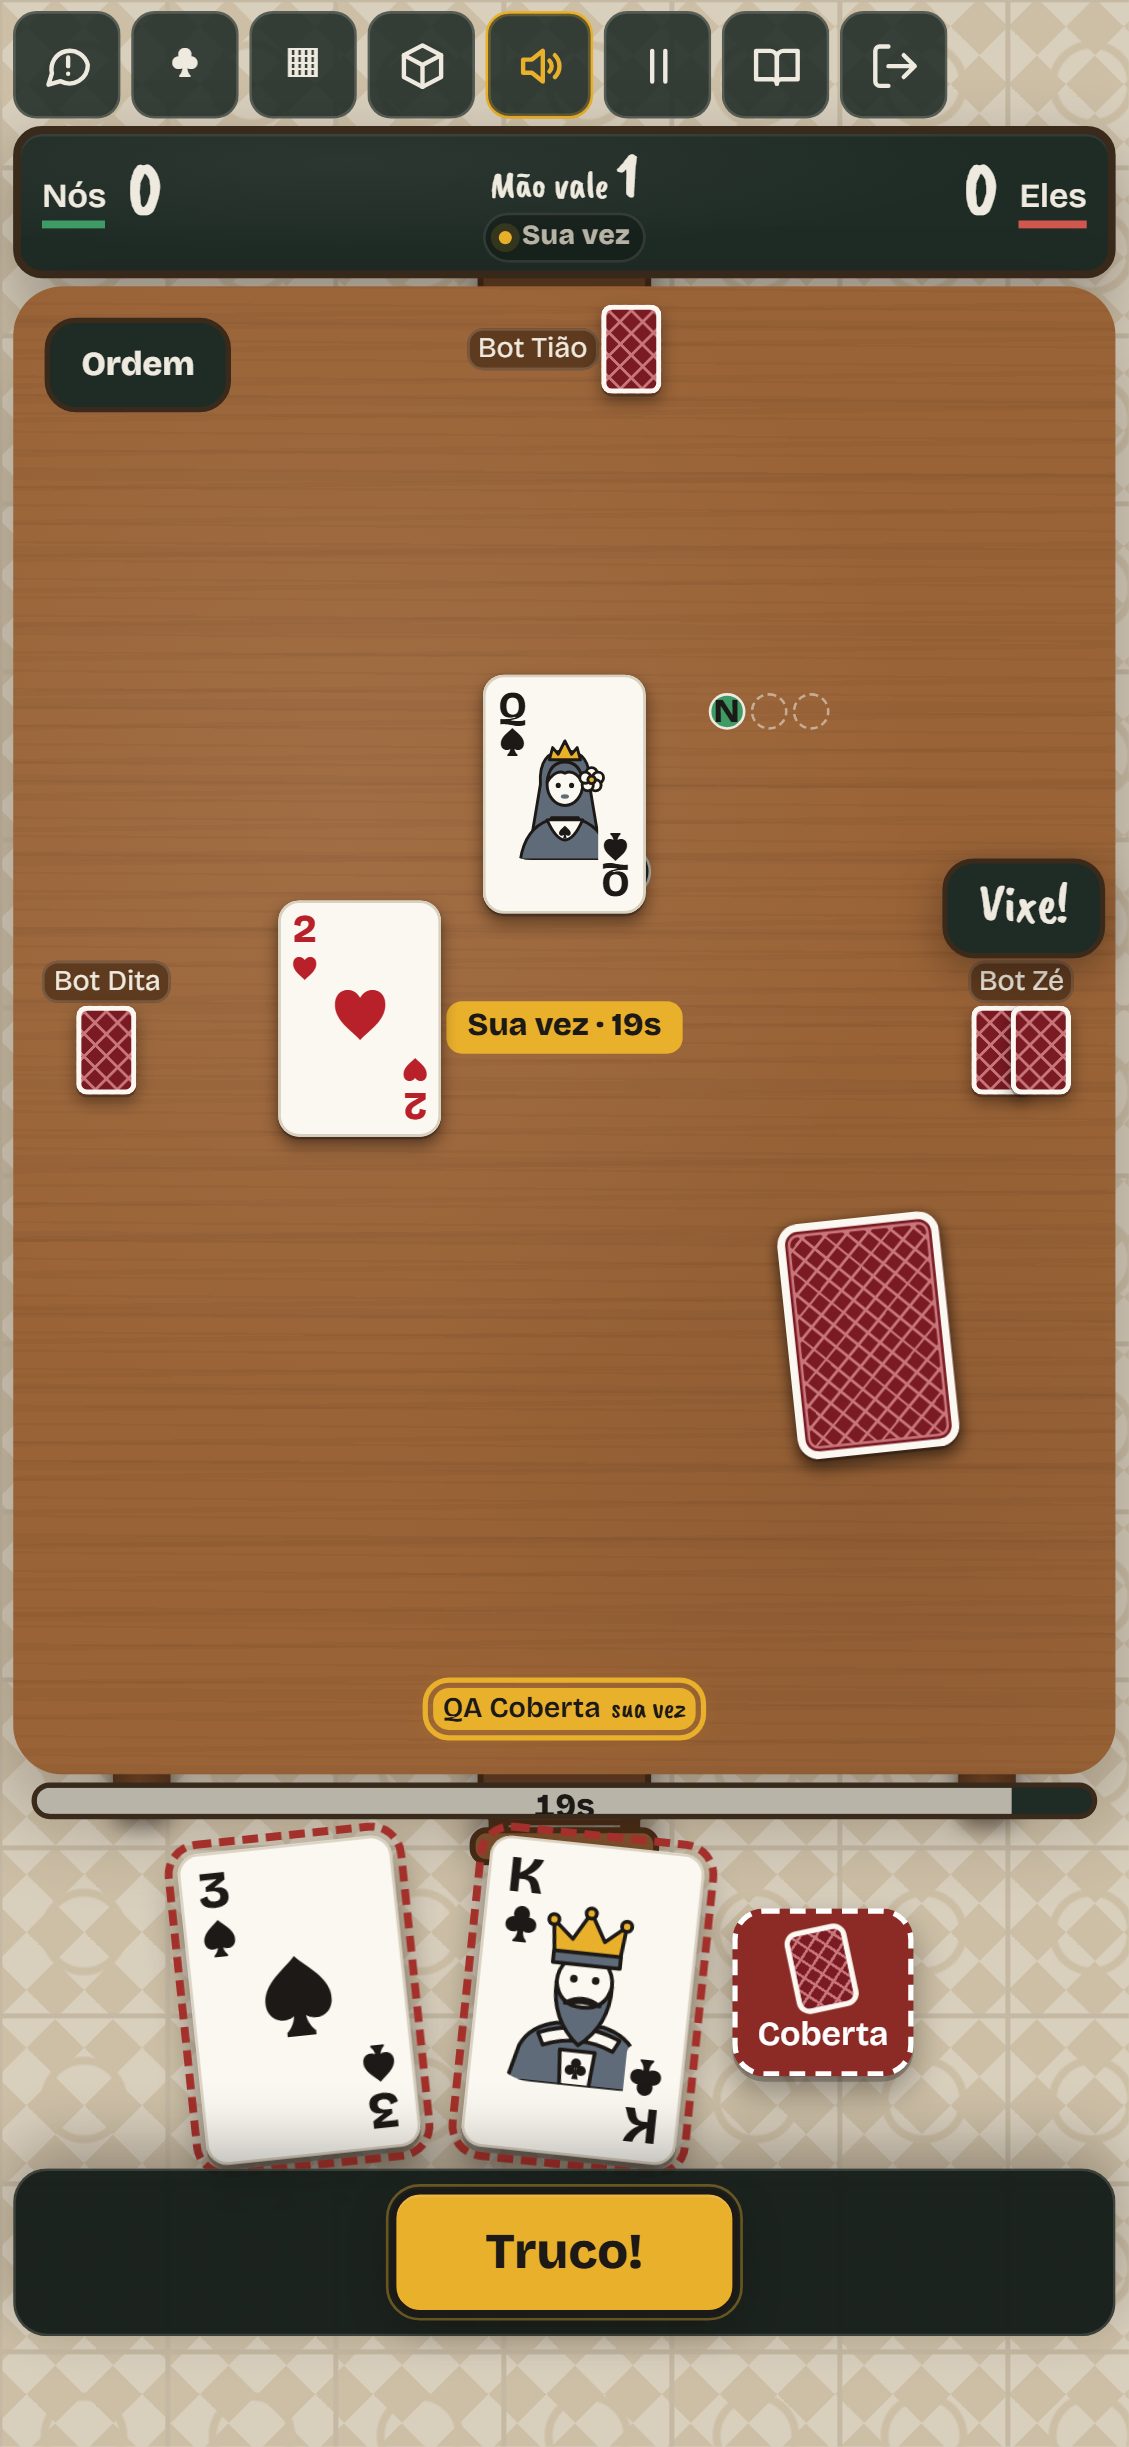 Nós 0
Mão vale 1
0 Eles
Sua vez
Ordem
Bot Tião
Q
Q
N
Vixe!
2
Bot Dita
Bot Zé
Sua vez · 19s
2
QA Coberta sua vez
19s
3
K
Coberta
3
K
Truco!